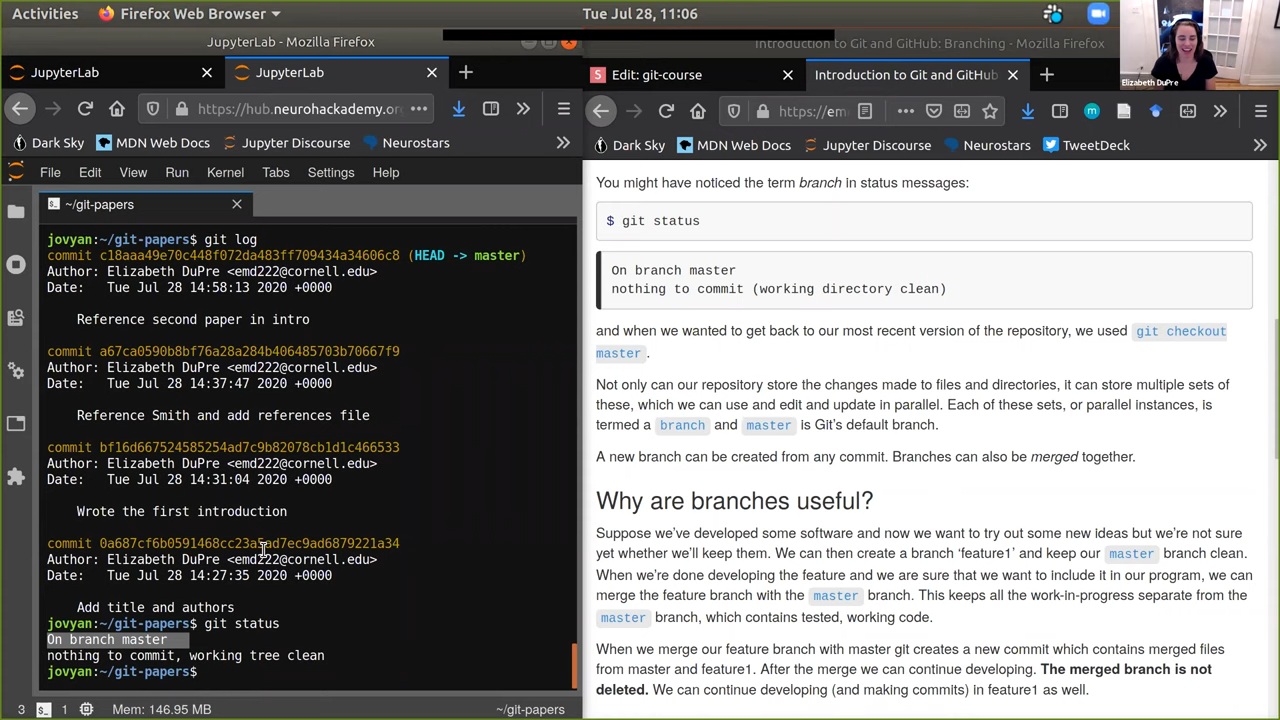 Activities
Firefox Web Browser
Tue Jul 28, 11:06
JupyterLab - Mozilla Firefox
JupyterLab
JupyterLab
https://hub.neurohackademy.or
Dark Sky
MDN Web Docs
Jupyter Discourse
Neurostars
File Edit View Run Kernel Tabs Settings Help
~/git-papers
jovyan:~/git-papers$ git log
commit c18aaa49e70c448f072da483ff709434a34606c8 (HEAD -> master)
Author: Elizabeth DuPre <emd222@cornell.edu>
Date: Tue Jul 28 14:58:13 2020 +0000
Reference second paper in intro
commit a67ca0590b8bf76a28a284b406485703b70667f9
Author: Elizabeth DuPre <emd222@cornell.edu>
Date: Tue Jul 28 14:37:47 2020 +0000
Reference Smith and add references file
commit bf16d667524585254ad7c9b82078cb1d1c466533
Author: Elizabeth DuPre <emd222@cornell.edu>
Date: Tue Jul 28 14:31:04 2020 +0000
Wrote the first introduction
commit 0a687cf6b0591468cc23a5ad7ec9ad6879221a34
Author: Elizabeth DuPre <emd222@cornell.edu>
Date: Tue Jul 28 14:27:35 2020 +0000
Add title and authors
jovyan:~/git-papers$ git status
On branch master
nothing to commit, working tree clean
jovyan:~/git-papers$
3 1 Mem: 146.95 MB ~/git-papers
Introduction to Git and GitHub: Branching - Mozilla Firefox
Elizabeth DuPre
Edit: git-course
Introduction to Git and GitHub
https://em
Dark Sky
MDN Web Docs
Jupyter Discourse
Neurostars
TweetDeck
You might have noticed the term branch in status messages:
$ git status
On branch master
nothing to commit (working directory clean)
and when we wanted to get back to our most recent version of the repository, we used git checkout
master .
Not only can our repository store the changes made to files and directories, it can store multiple sets of
these, which we can use and edit and update in parallel. Each of these sets, or parallel instances, is
termed a branch and master is Git's default branch.
A new branch can be created from any commit. Branches can also be merged together.
Why are branches useful?
Suppose we've developed some software and now we want to try out some new ideas but we're not sure
yet whether we'll keep them. We can then create a branch 'feature1' and keep our master branch clean.
When we're done developing the feature and we are sure that we want to include it in our program, we can
merge the feature branch with the master branch. This keeps all the work-in-progress separate from the
master branch, which contains tested, working code.
When we merge our feature branch with master git creates a new commit which contains merged files
from master and feature1. After the merge we can continue developing. The merged branch is not
deleted. We can continue developing (and making commits) in feature1 as well.